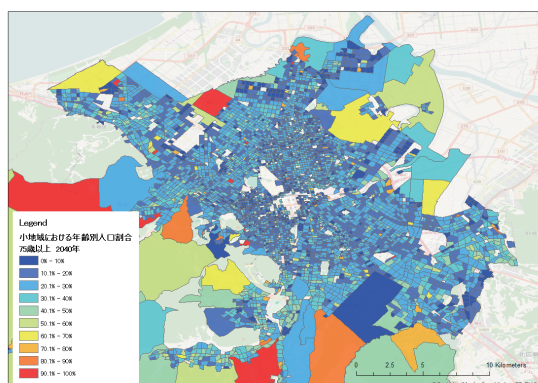 Legend
小地域における年齢別人口割合
75歳以上 2040年
0% - 10%
10.1% - 20%
20.1% - 30%
30.1% - 40%
40.1% - 50%
50.1% - 60%
60.1% - 70%
70.1% - 80%
80.1% - 90%
90.1% - 100%
0 2.5 5 10 Kilometers